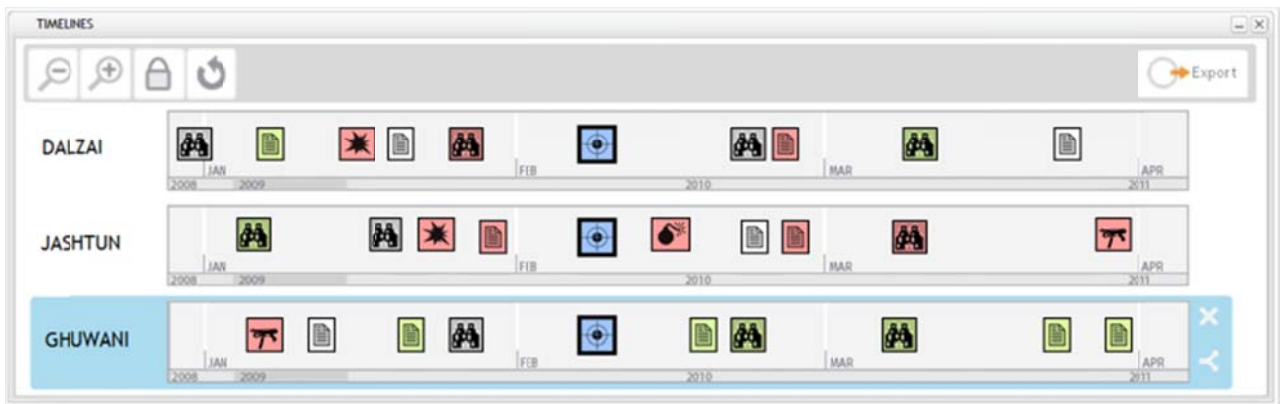 TIMELINES
Export
DALZAI
JAN FEB MAR APR
2008 2009 2010 2011
JASHTUN
JAN FEB MAR APR
2008 2009 2010 2011
GHUWANI
JAN FEB MAR APR
2008 2009 2010 2011